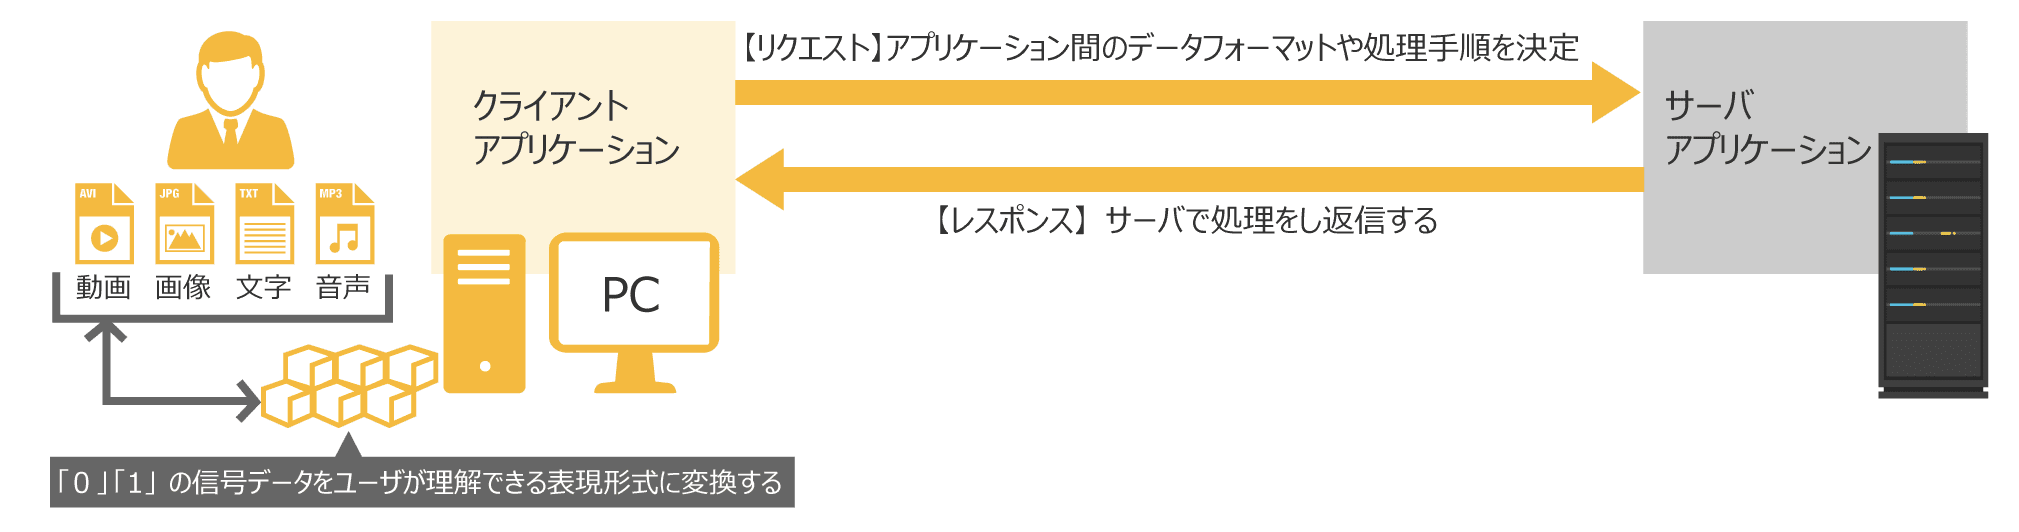 【リクエスト】アプリケーション間のデータフォーマットや処理手順を決定
クライアント
アプリケーション
サーバ
アプリケーション
【レスポンス】 サーバで処理をし返信する
AVI
JPG
TXT
MP3
動画
画像
文字
音声
PC
「０」「１」の信号データをユーザが理解できる表現形式に変換する